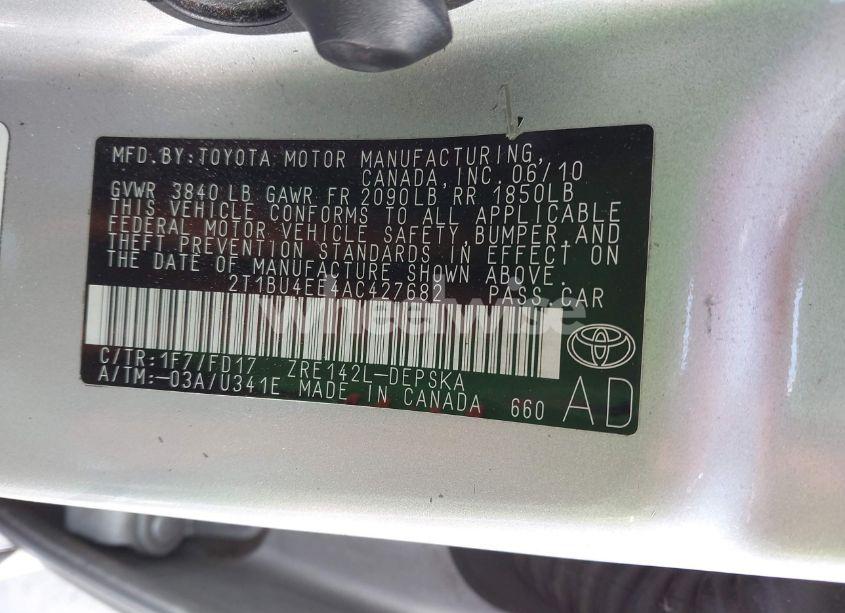 MFD.BY:TOYOTA MOTOR MANUFACTURING,
CANADA,INC.06/10
GVWR 3840 LB GAWR FR 2090LB RR 1850LB
THIS VEHICLE CONFORMS TO ALL APPLICABLE
FEDERAL MOTOR VEHICLE SAFETY,BUMPER,AND
THEFT PREVENTION STANDARDS IN EFFECT ON
THE DATE OF MANUFACTURE SHOWN ABOVE.
2T1BU4EE4AC427682 PASS.CAR
Wheelwise
C/TR:1F7/FD17 ZRE142L-DEPSKA
A/TM:-03A/U341E MADE IN CANADA 660 AD